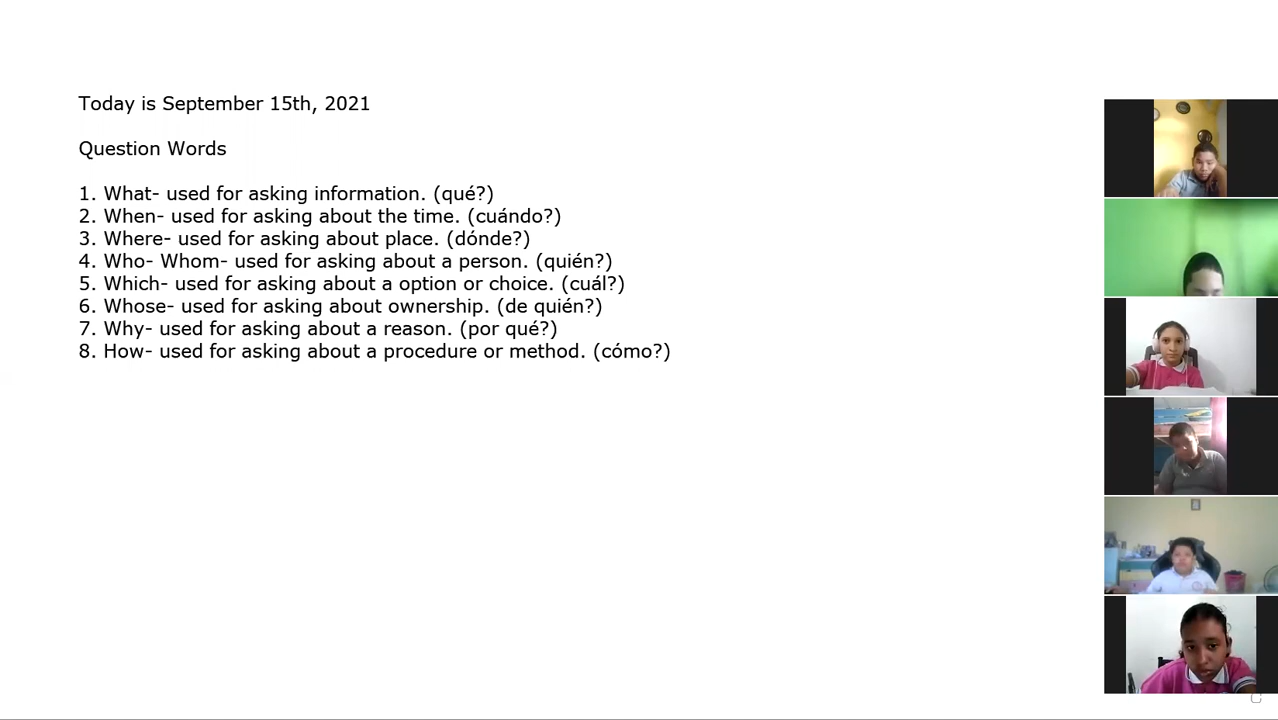 Today is September 15th, 2021
Question Words
1. What- used for asking information. (qué?)
2. When- used for asking about the time. (cuándo?)
3. Where- used for asking about place. (dónde?)
4. Who- Whom- used for asking about a person. (quién?)
5. Which- used for asking about a option or choice. (cuál?)
6. Whose- used for asking about ownership. (de quién?)
7. Why- used for asking about a reason. (por qué?)
8. How- used for asking about a procedure or method. (cómo?)